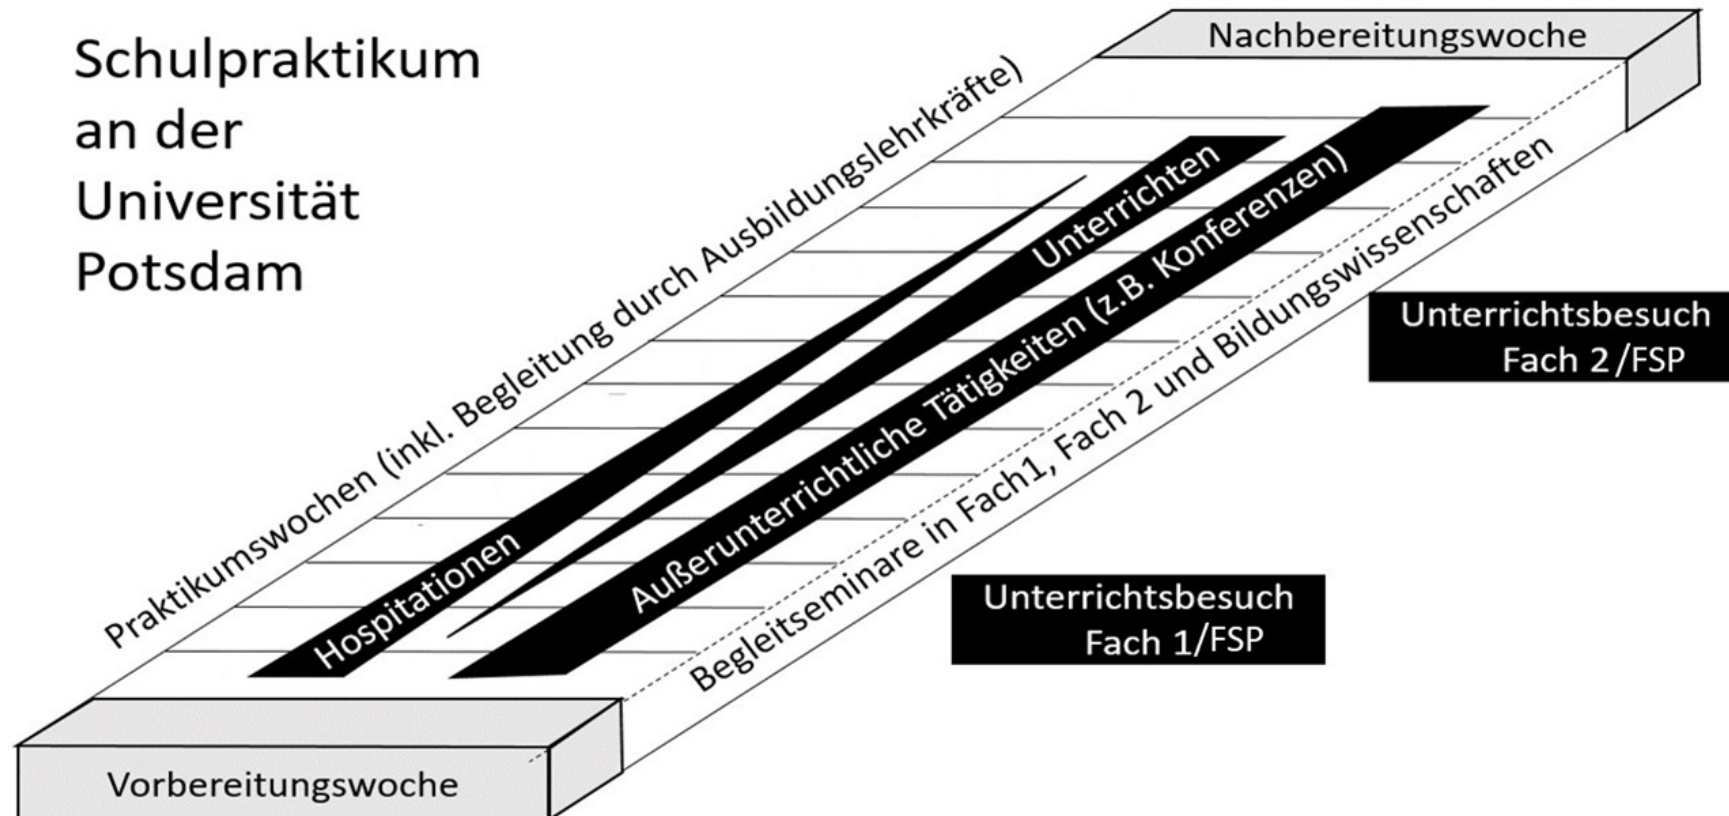 Schulpraktikum
an der
Universität
Potsdam
Nachbereitungswoche
Praktikumswochen (inkl. Begleitung durch Ausbildungslehrkräfte)
Hospitationen
Unterrichten
Außerunterrichtliche Tätigkeiten (z.B. Konferenzen)
Begleitseminare in Fach1, Fach 2 und Bildungswissenschaften
Unterrichtsbesuch
Fach 2/FSP
Unterrichtsbesuch
Fach 1/FSP
Vorbereitungswoche